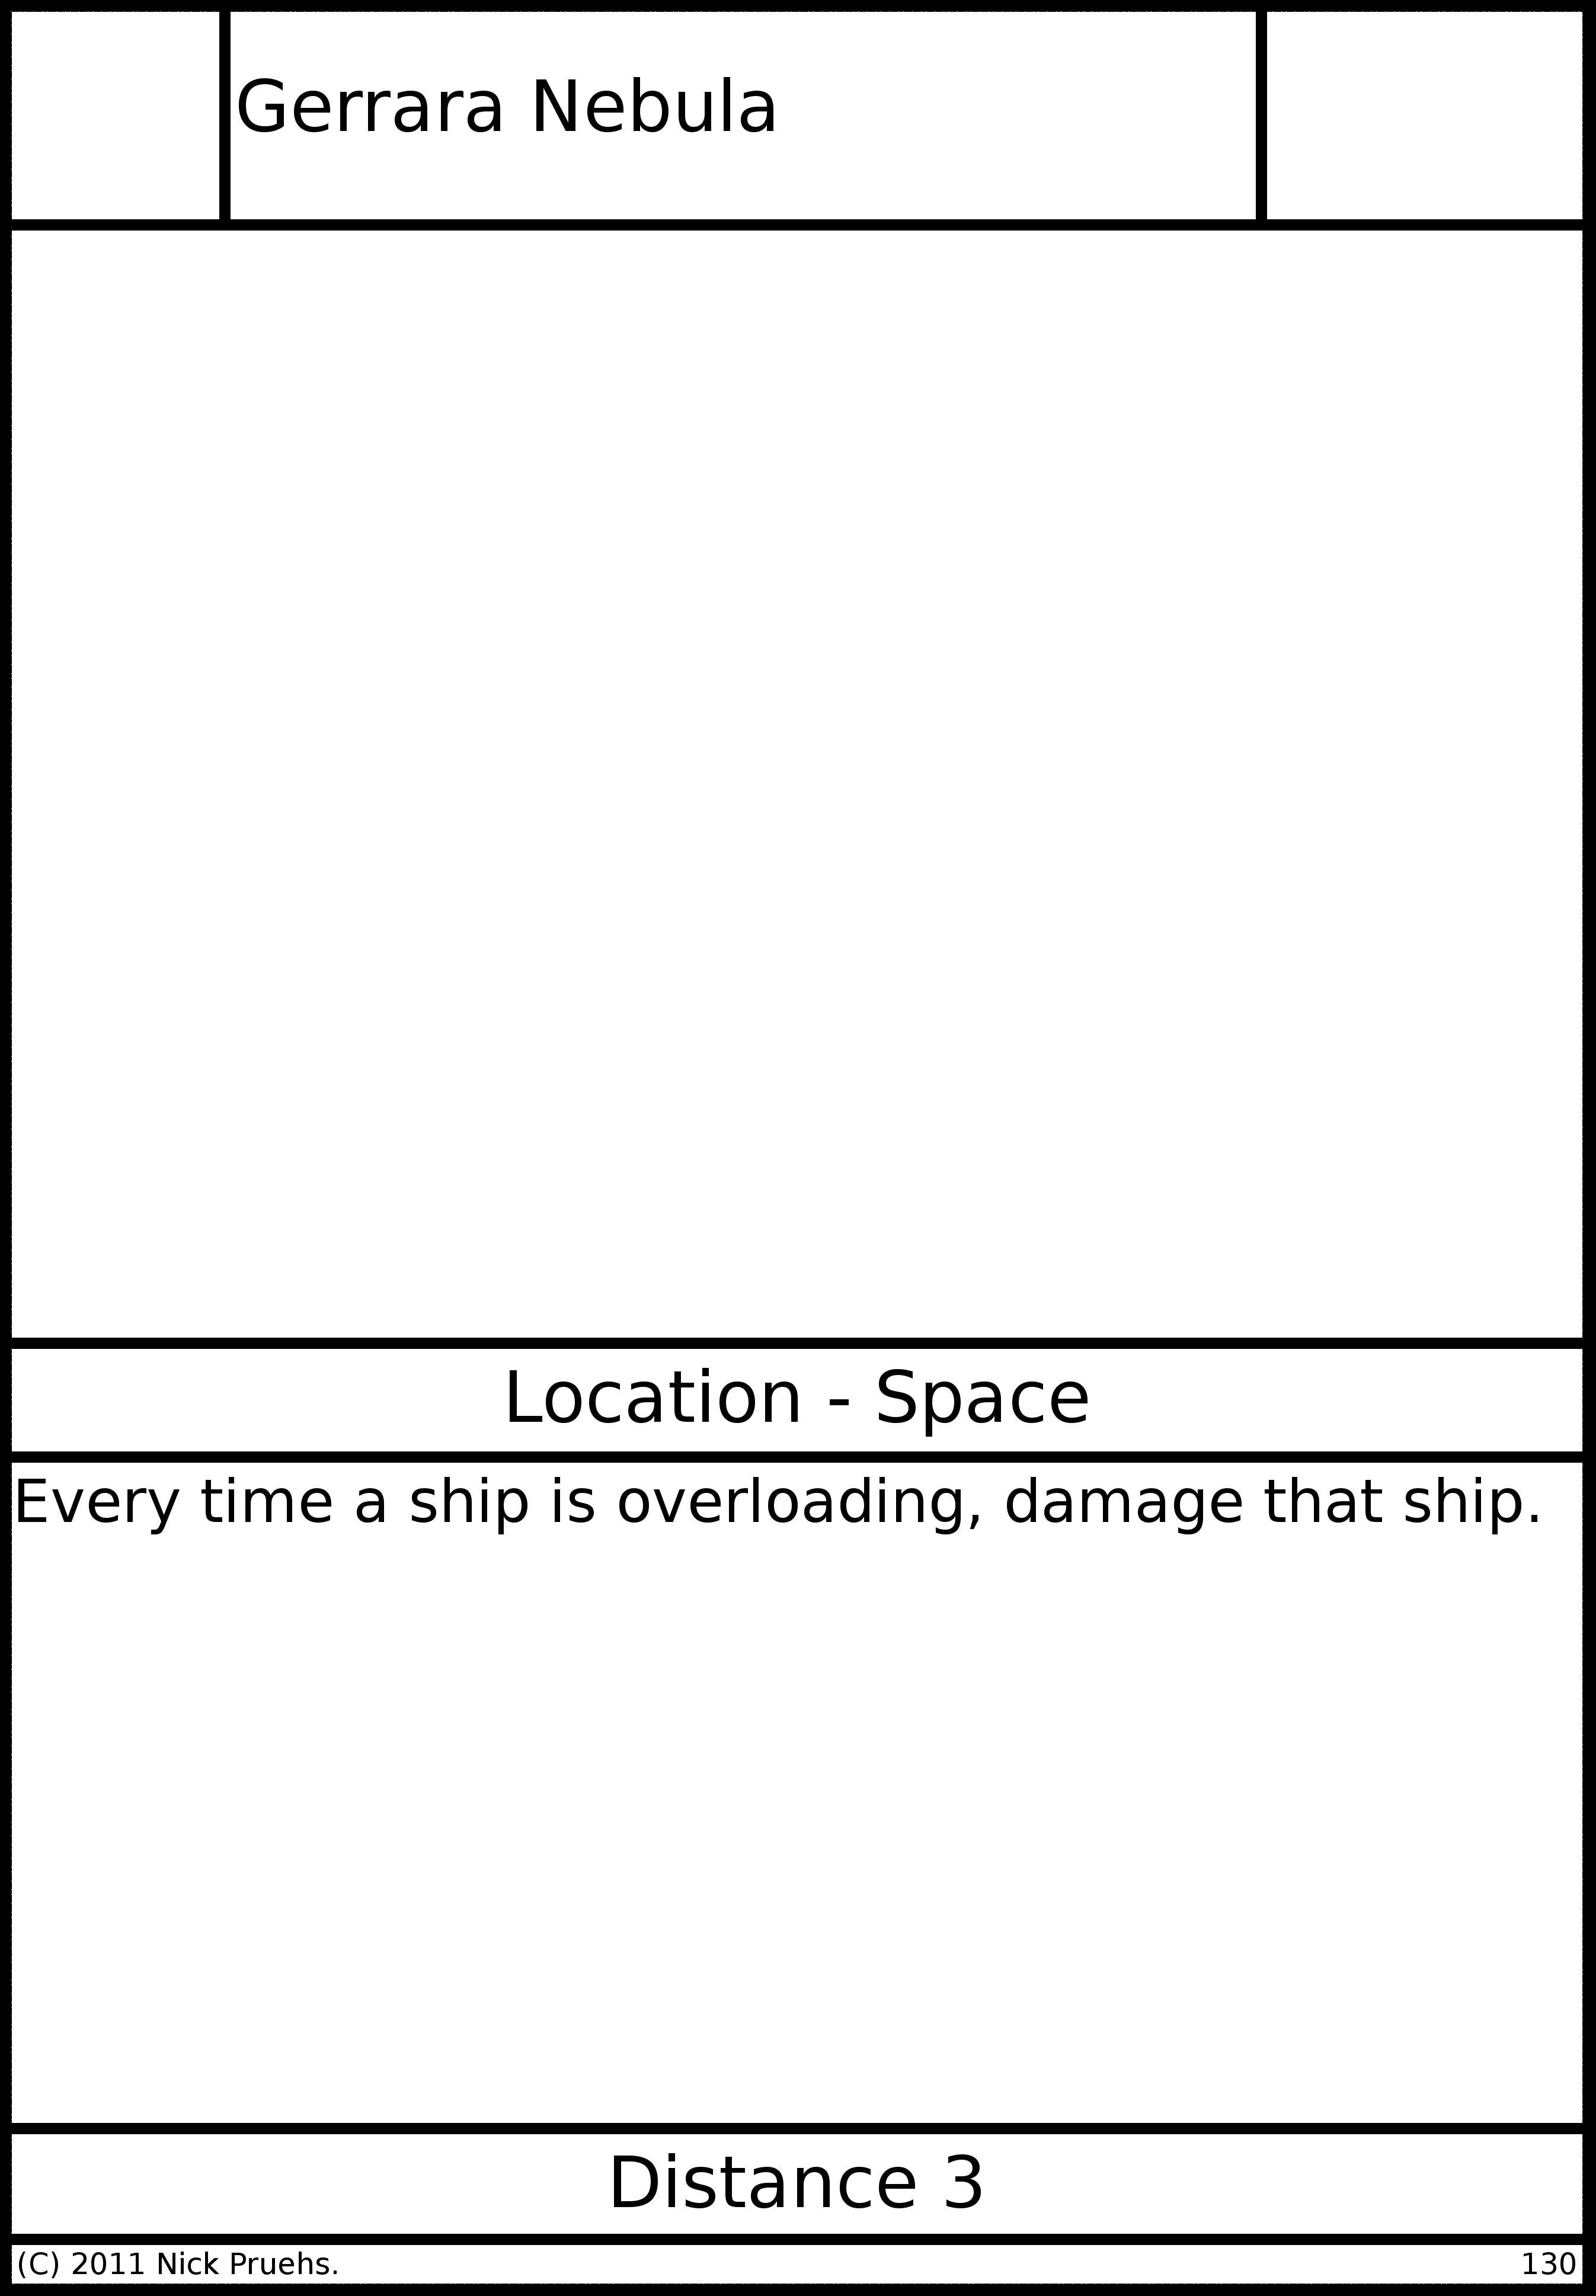 Gerrara Nebula
Location - Space
Every time a ship is overloading, damage that ship.
Distance 3
(C) 2011 Nick Pruehs.
130